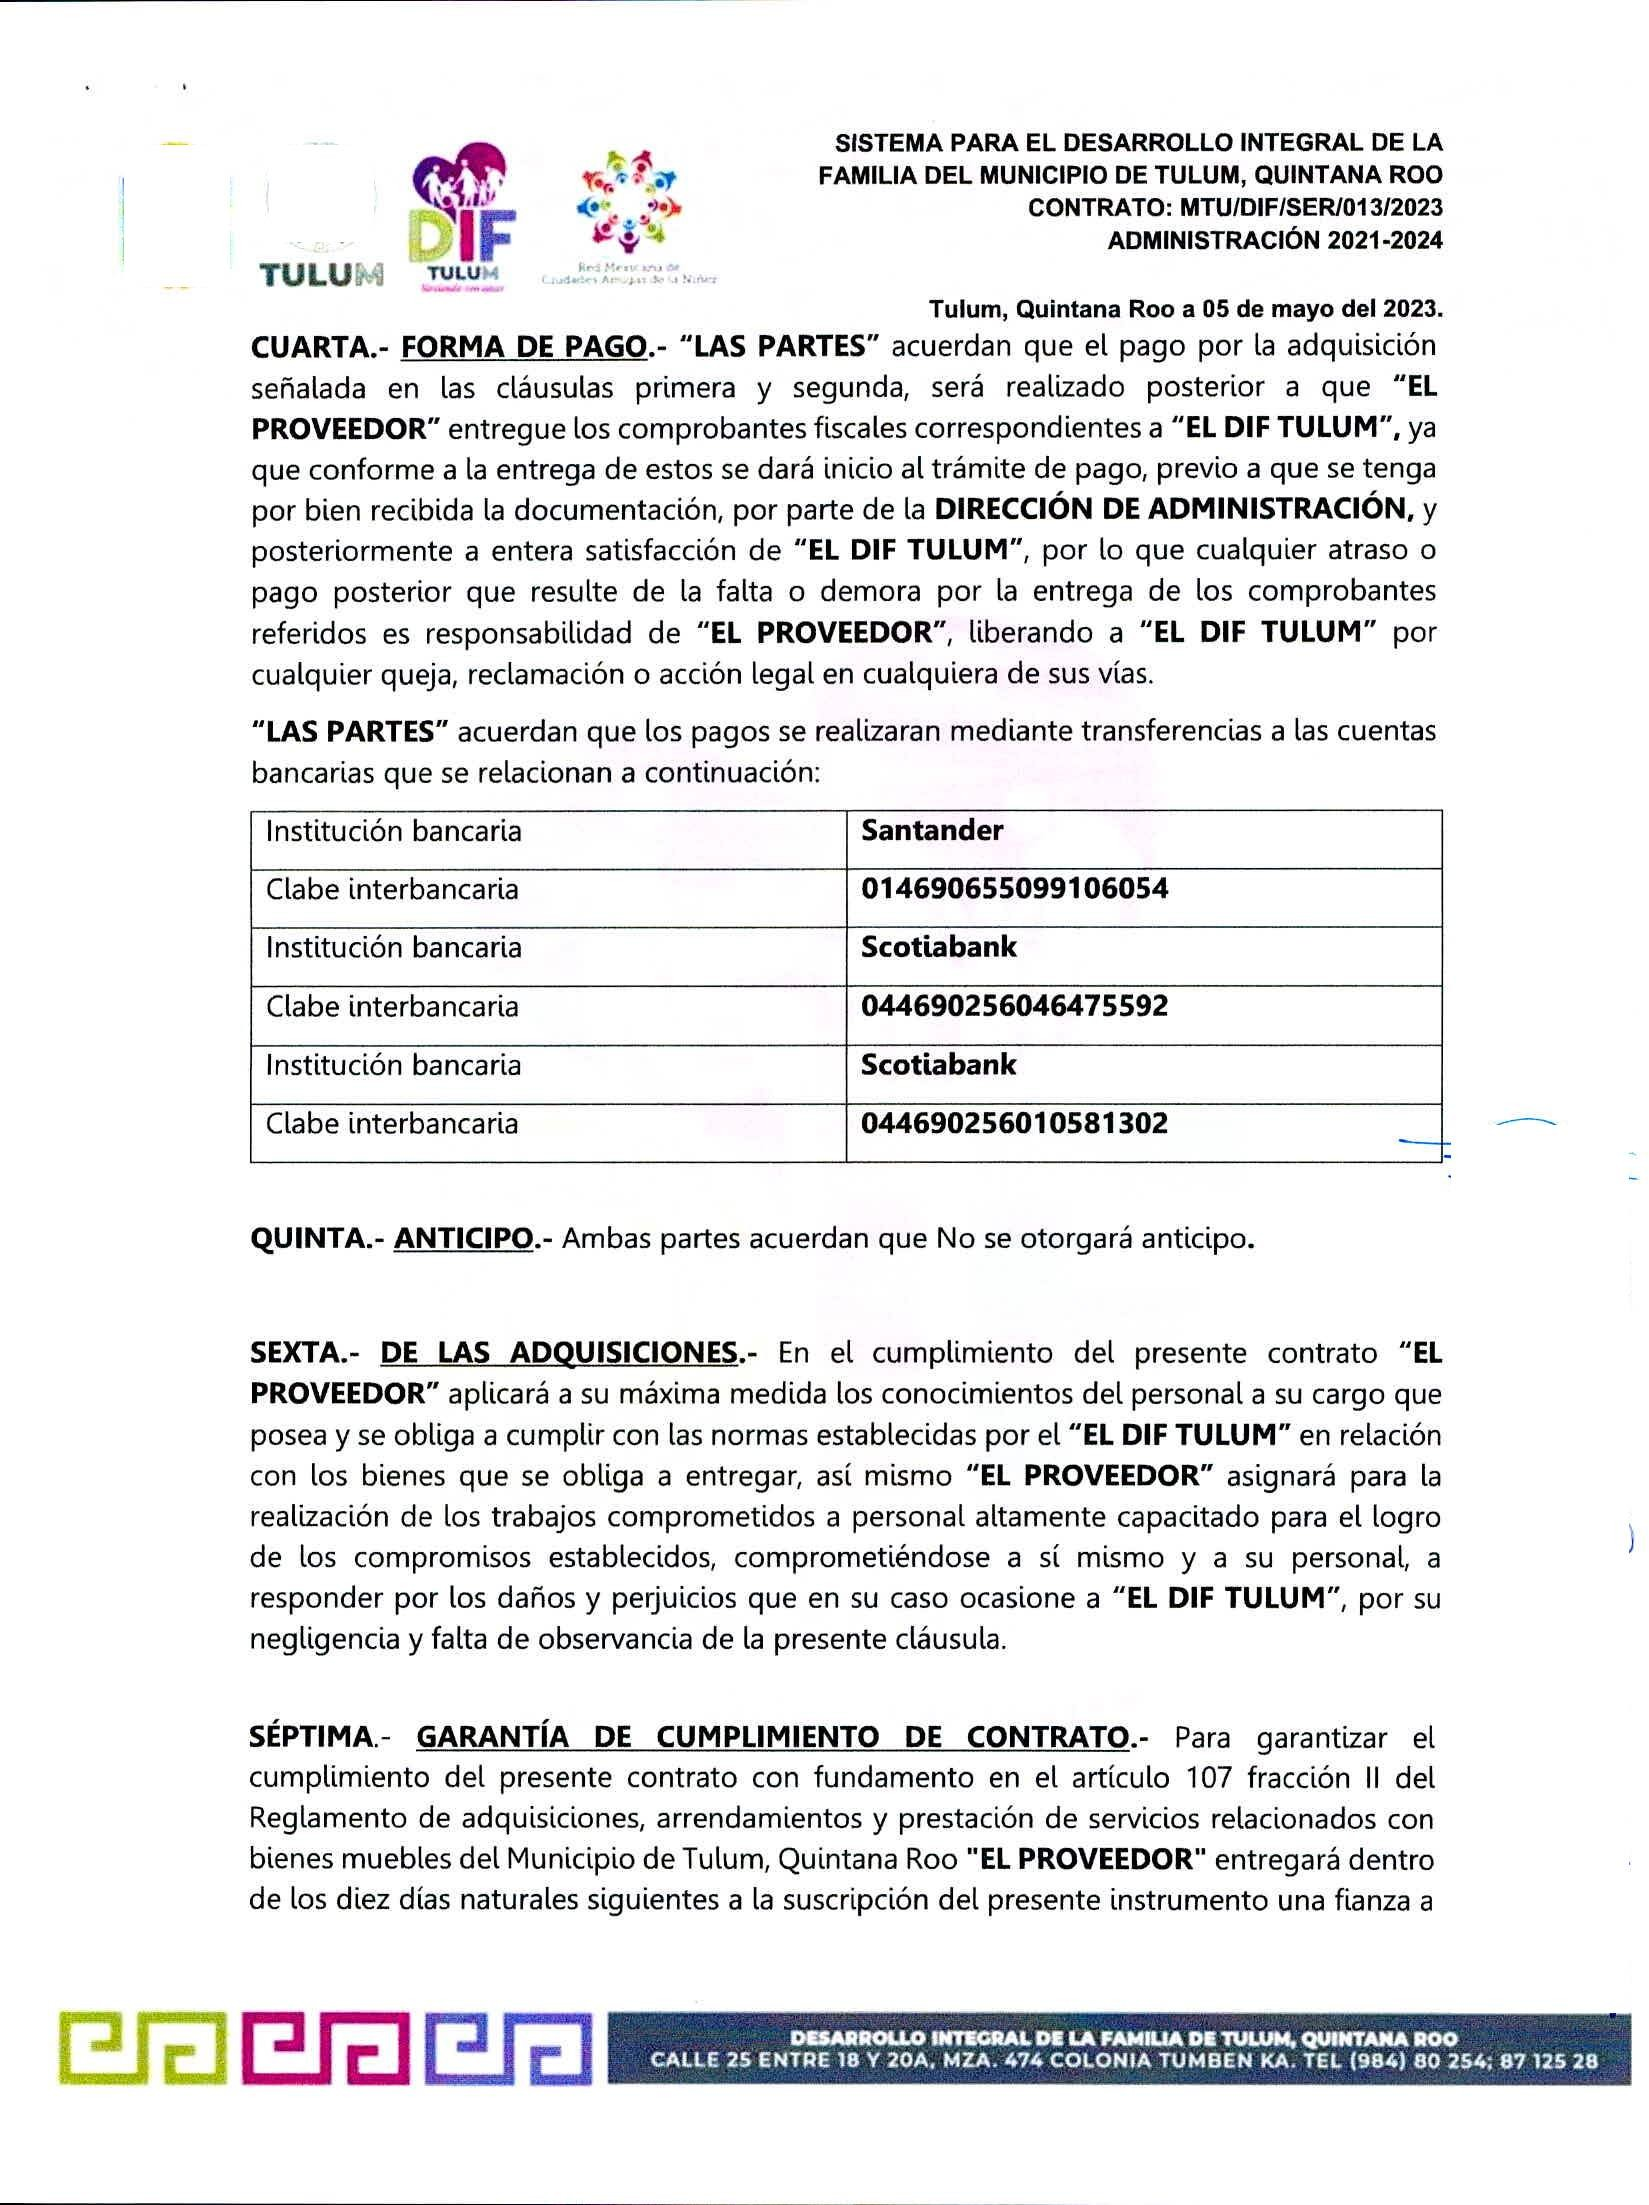 SISTEMA PARA EL DESARROLLO INTEGRAL DE LA
FAMILIA DEL MUNICIPIO DE TULUM, QUINTANA ROO
CONTRATO: MTU/DIF/SER/013/2023
ADMINISTRACIÓN 2021-2024
TULUM
DIF
TULUM
Red Mexicana de
Ciudades Amigas de la Niñez
Tulum, Quintana Roo a 05 de mayo del 2023.
CUARTA.- FORMA DE PAGO.- “LAS PARTES” acuerdan que el pago por la adquisición
señalada en las cláusulas primera y segunda, será realizado posterior a que “EL
PROVEEDOR” entregue los comprobantes fiscales correspondientes a “EL DIF TULUM”, ya
que conforme a la entrega de estos se dará inicio al trámite de pago, previo a que se tenga
por bien recibida la documentación, por parte de la DIRECCIÓN DE ADMINISTRACIÓN, y
posteriormente a entera satisfacción de “EL DIF TULUM”, por lo que cualquier atraso o
pago posterior que resulte de la falta o demora por la entrega de los comprobantes
referidos es responsabilidad de “EL PROVEEDOR”, liberando a “EL DIF TULUM” por
cualquier queja, reclamación o acción legal en cualquiera de sus vías.
“LAS PARTES” acuerdan que los pagos se realizaran mediante transferencias a las cuentas
bancarias que se relacionan a continuación:
Institución bancaria Santander
Clabe interbancaria 014690655099106054
Institución bancaria Scotiabank
Clabe interbancaria 044690256046475592
Institución bancaria Scotiabank
Clabe interbancaria 044690256010581302
QUINTA.- ANTICIPO.- Ambas partes acuerdan que No se otorgará anticipo.
SEXTA.- DE LAS ADQUISICIONES.- En el cumplimiento del presente contrato “EL
PROVEEDOR” aplicará a su máxima medida los conocimientos del personal a su cargo que
posea y se obliga a cumplir con las normas establecidas por el “EL DIF TULUM” en relación
con los bienes que se obliga a entregar, así mismo “EL PROVEEDOR” asignará para la
realización de los trabajos comprometidos a personal altamente capacitado para el logro
de los compromisos establecidos, comprometiéndose a sí mismo y a su personal, a
responder por los daños y perjuicios que en su caso ocasione a “EL DIF TULUM”, por su
negligencia y falta de observancia de la presente cláusula.
SÉPTIMA.- GARANTÍA DE CUMPLIMIENTO DE CONTRATO.- Para garantizar el
cumplimiento del presente contrato con fundamento en el artículo 107 fracción II del
Reglamento de adquisiciones, arrendamientos y prestación de servicios relacionados con
bienes muebles del Municipio de Tulum, Quintana Roo "EL PROVEEDOR" entregará dentro
de los diez días naturales siguientes a la suscripción del presente instrumento una fianza a
DESARROLLO INTEGRAL DE LA FAMILIA DE TULUM, QUINTANA ROO
CALLE 25 ENTRE 18 Y 20A, MZA. 474 COLONIA TUMBEN KA. TEL (984) 80 254; 87 125 28